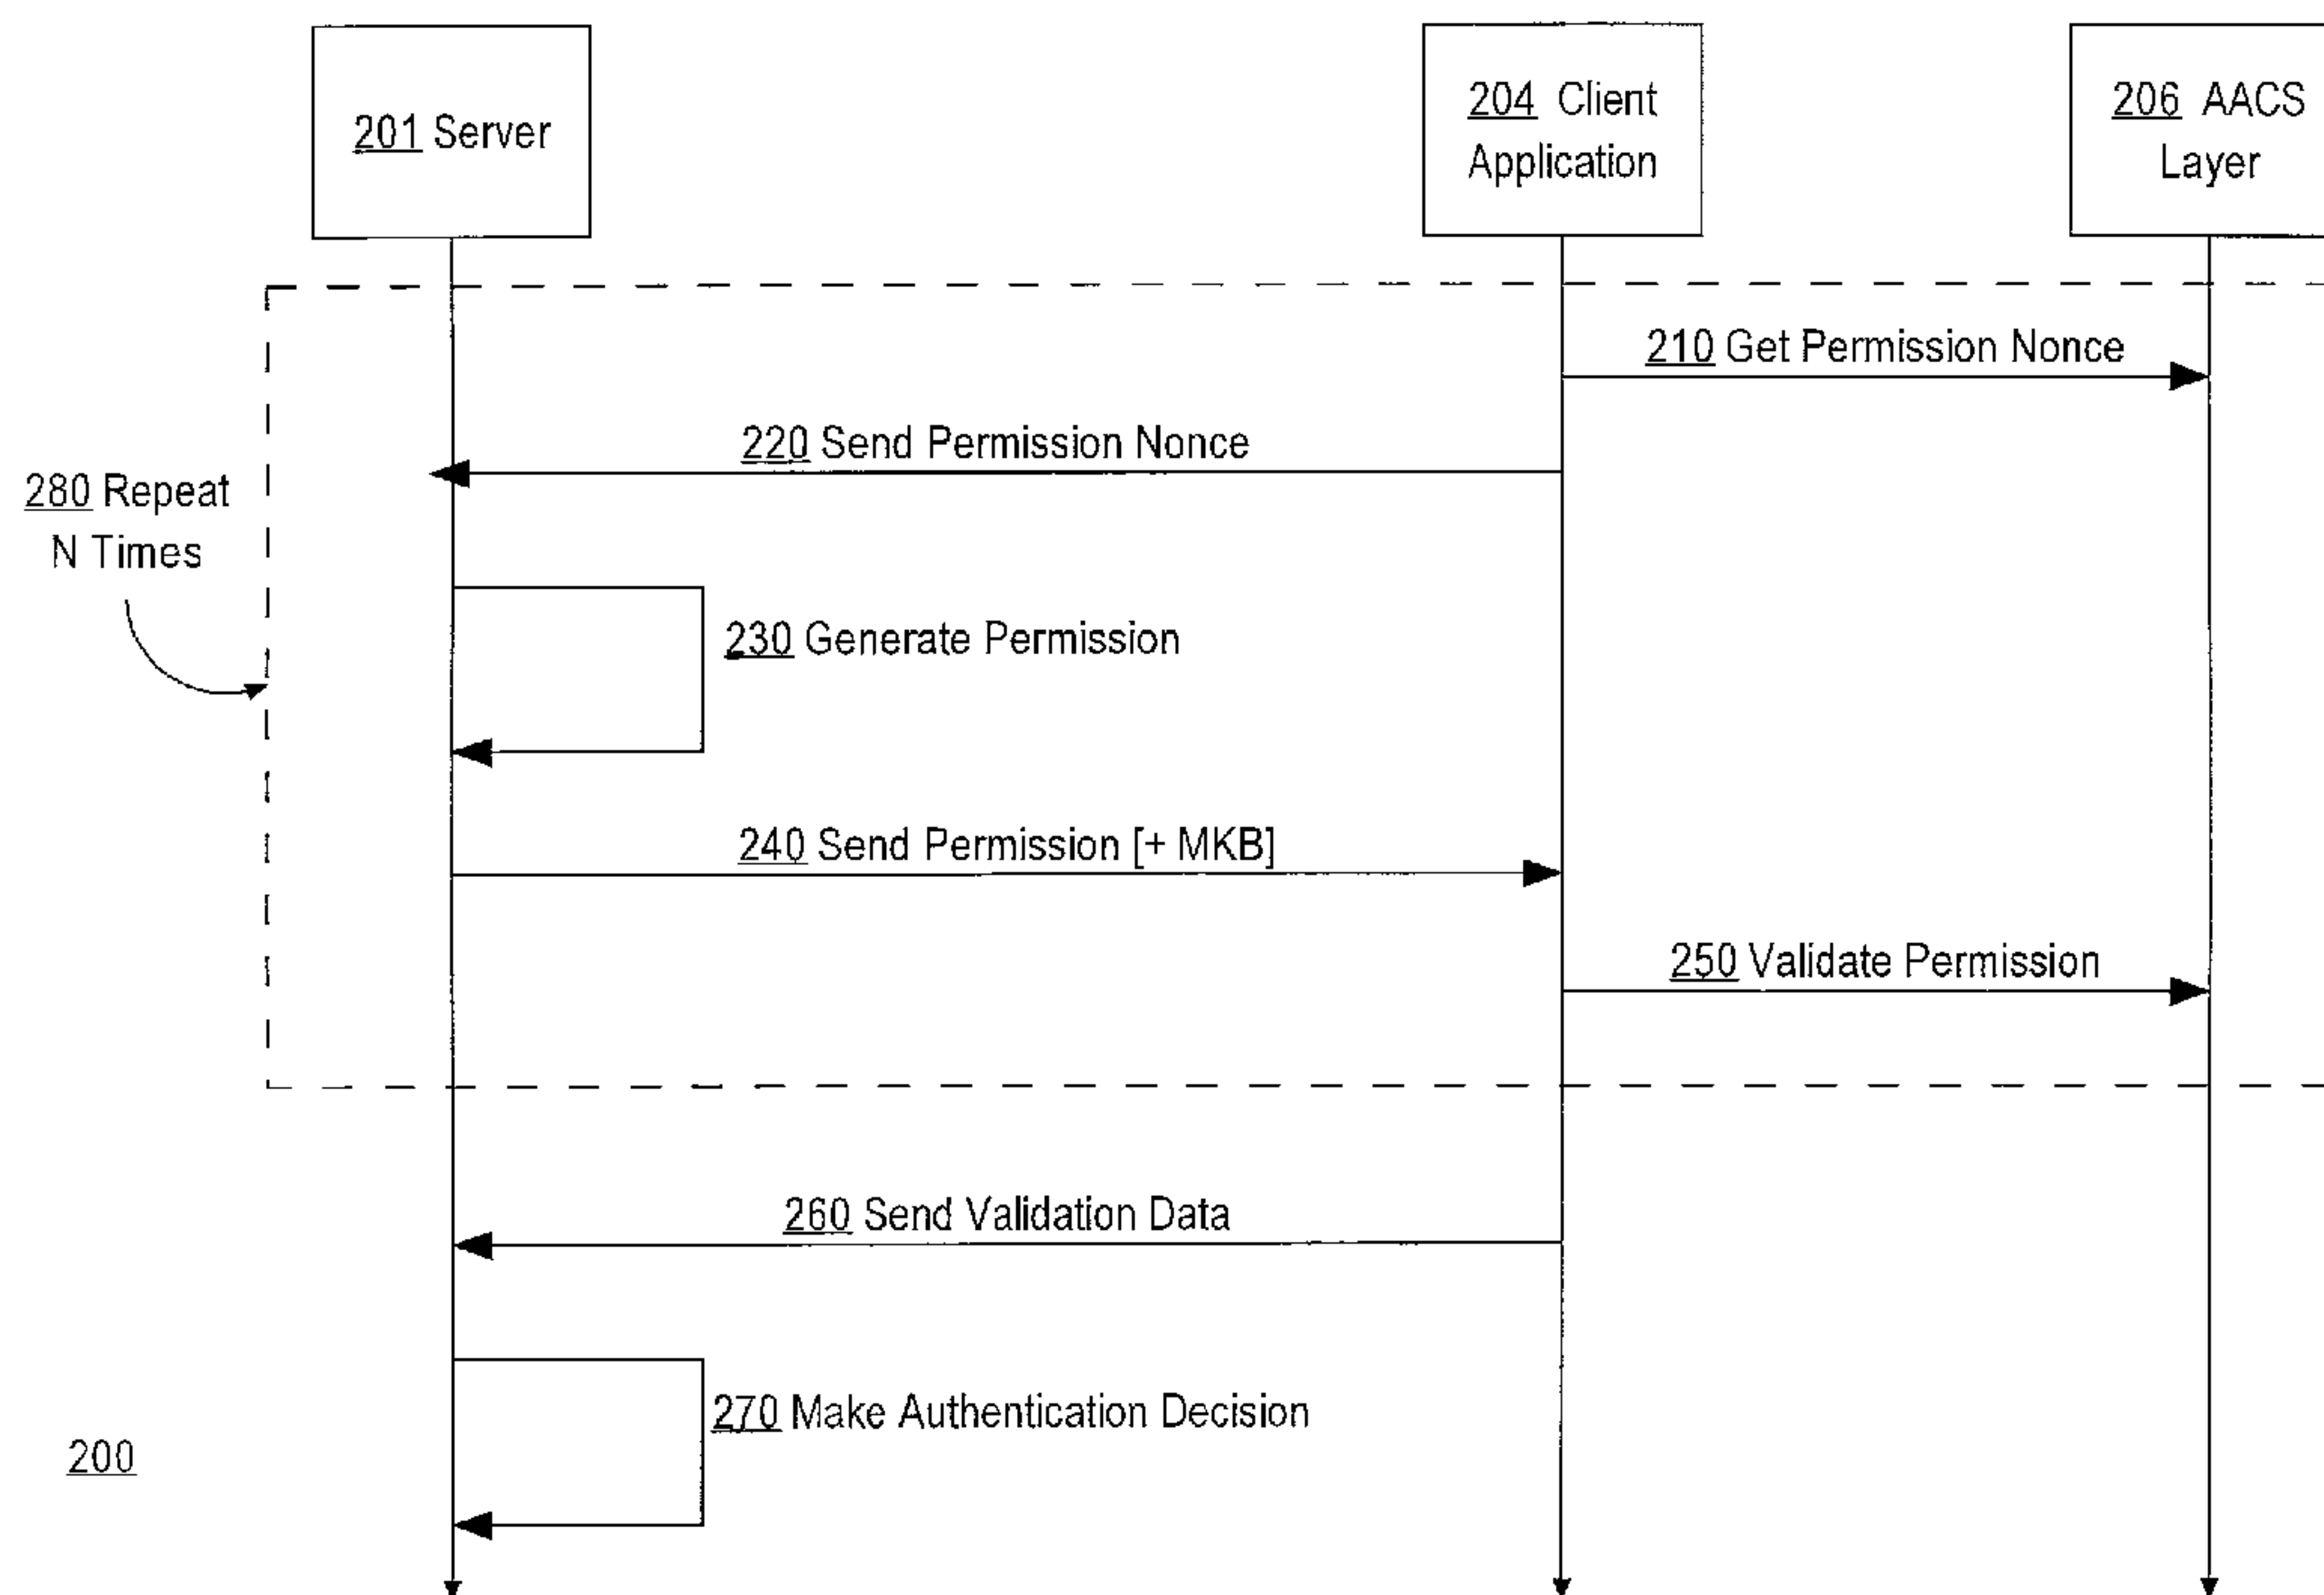 201 Server
204 Client
Application
206 AACS
Layer
210 Get Permission Nonce
220 Send Permission Nonce
280 Repeat
N Times
230 Generate Permission
240 Send Permission [+ MKB]
250 Validate Permission
260 Send Validation Data
270 Make Authentication Decision
200